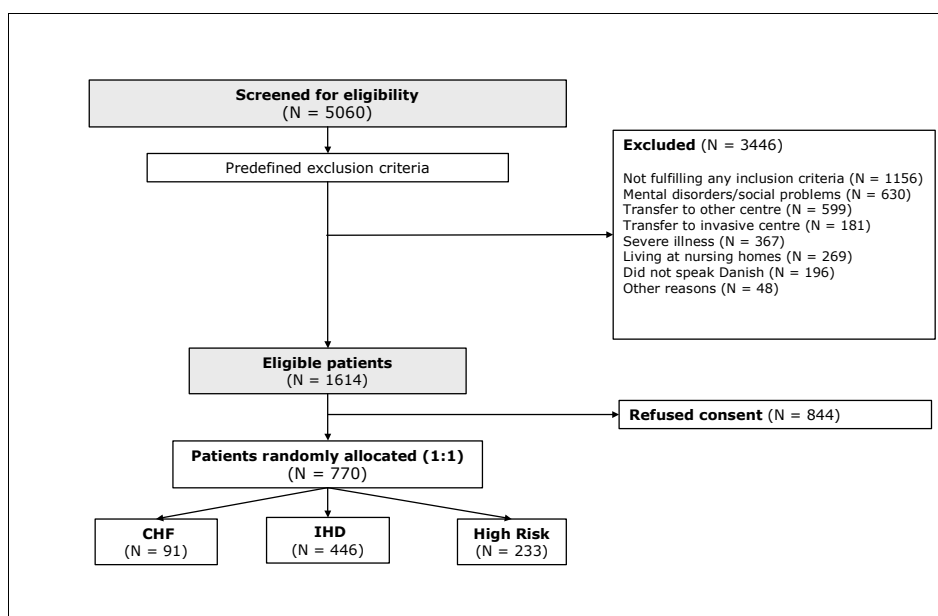 Screened for eligibility
(N = 5060)
Predefined exclusion criteria
Excluded (N = 3446)
Not fulfilling any inclusion criteria (N = 1156)
Mental disorders/social problems (N = 630)
Transfer to other centre (N = 599)
Transfer to invasive centre (N = 181)
Severe illness (N = 367)
Living at nursing homes (N = 269)
Did not speak Danish (N = 196)
Other reasons (N = 48)
Eligible patients
(N = 1614)
Refused consent (N = 844)
Patients randomly allocated (1:1)
(N = 770)
CHF
(N = 91)
IHD
(N = 446)
High Risk
(N = 233)